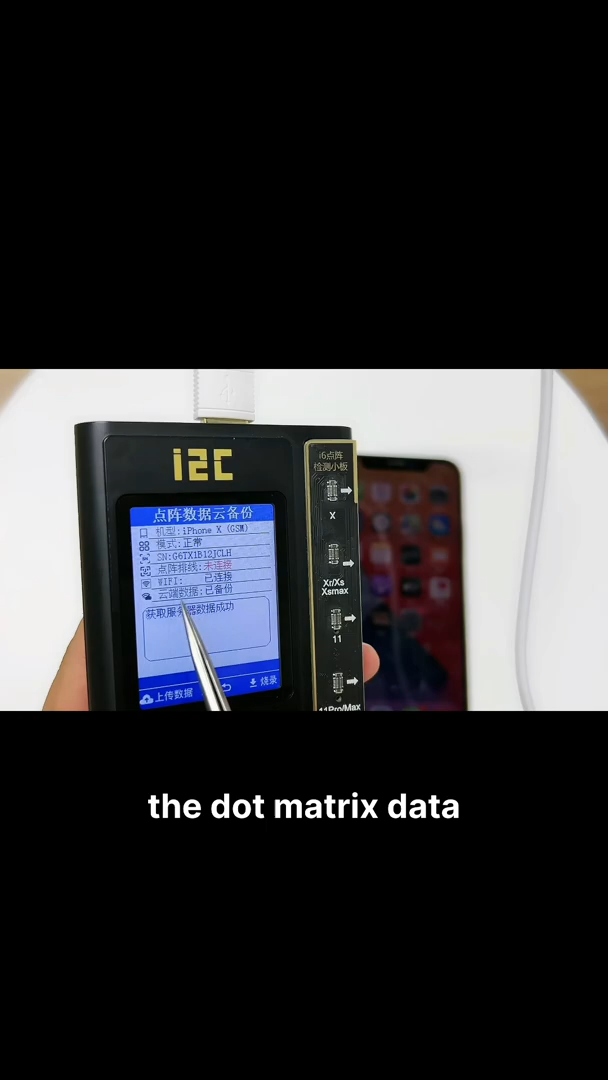 i2C
i6点阵
检测小板
X
Xr/Xs
Xsmax
11
11Pro/Max
点阵数据云备份
机型:iPhone X (GSM)
模式:正常
SN:G6TX1B12JCLH
点阵排线:未连接
WIFI: 已连接
云端数据:已备份
获取服务器数据成功
上传数据
烧录
the dot matrix data